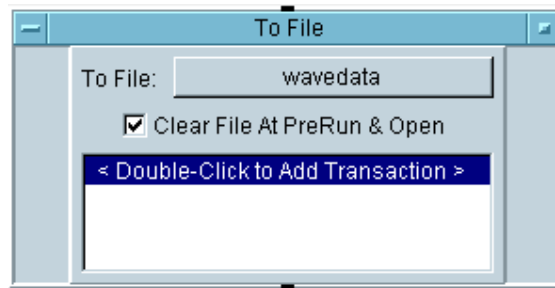 To File
To File: wavedata
Clear File At PreRun & Open
< Double-Click to Add Transaction >